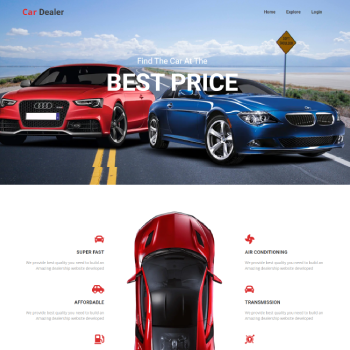 Car Dealer
Home Explore Login
Find The Car At The
BEST PRICE
SUPER FAST
We provide best quality you need to build an
amazing dealership website developed
AIR CONDITIONING
We provide best quality you need to build an
amazing dealership website developed
AFFORDABLE
We provide best quality you need to build an
amazing dealership website developed
TRANSMISSION
We provide best quality you need to build an
amazing dealership website developed